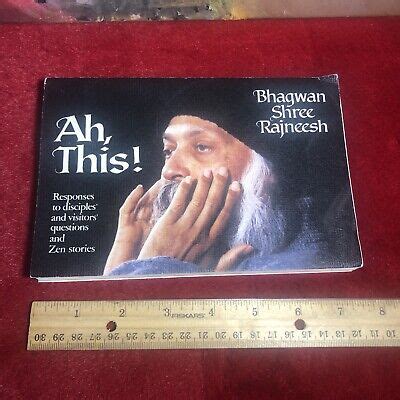 Bhagwan
Shree
Rajneesh
Ah,
This!
Responses
to disciples'
and visitors'
questions
and
Zen stories
1 2 3 FISKARS 4 5 6 7 8
30 29 28 27 26 25 24 23 22 21 20 19 18 17 16 15 14 13 12 11 10